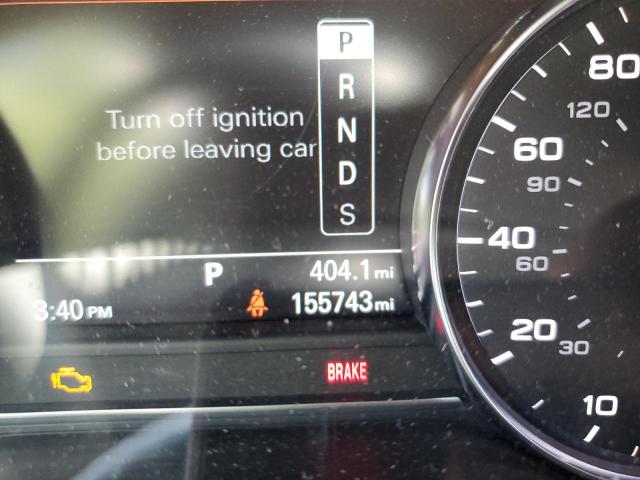 P
R
Turn off ignition
N
before leaving car
D
S
P 404.1 mi
3:40 PM 155743 mi
BRAKE
80
120
60
90
40
60
20
30
10